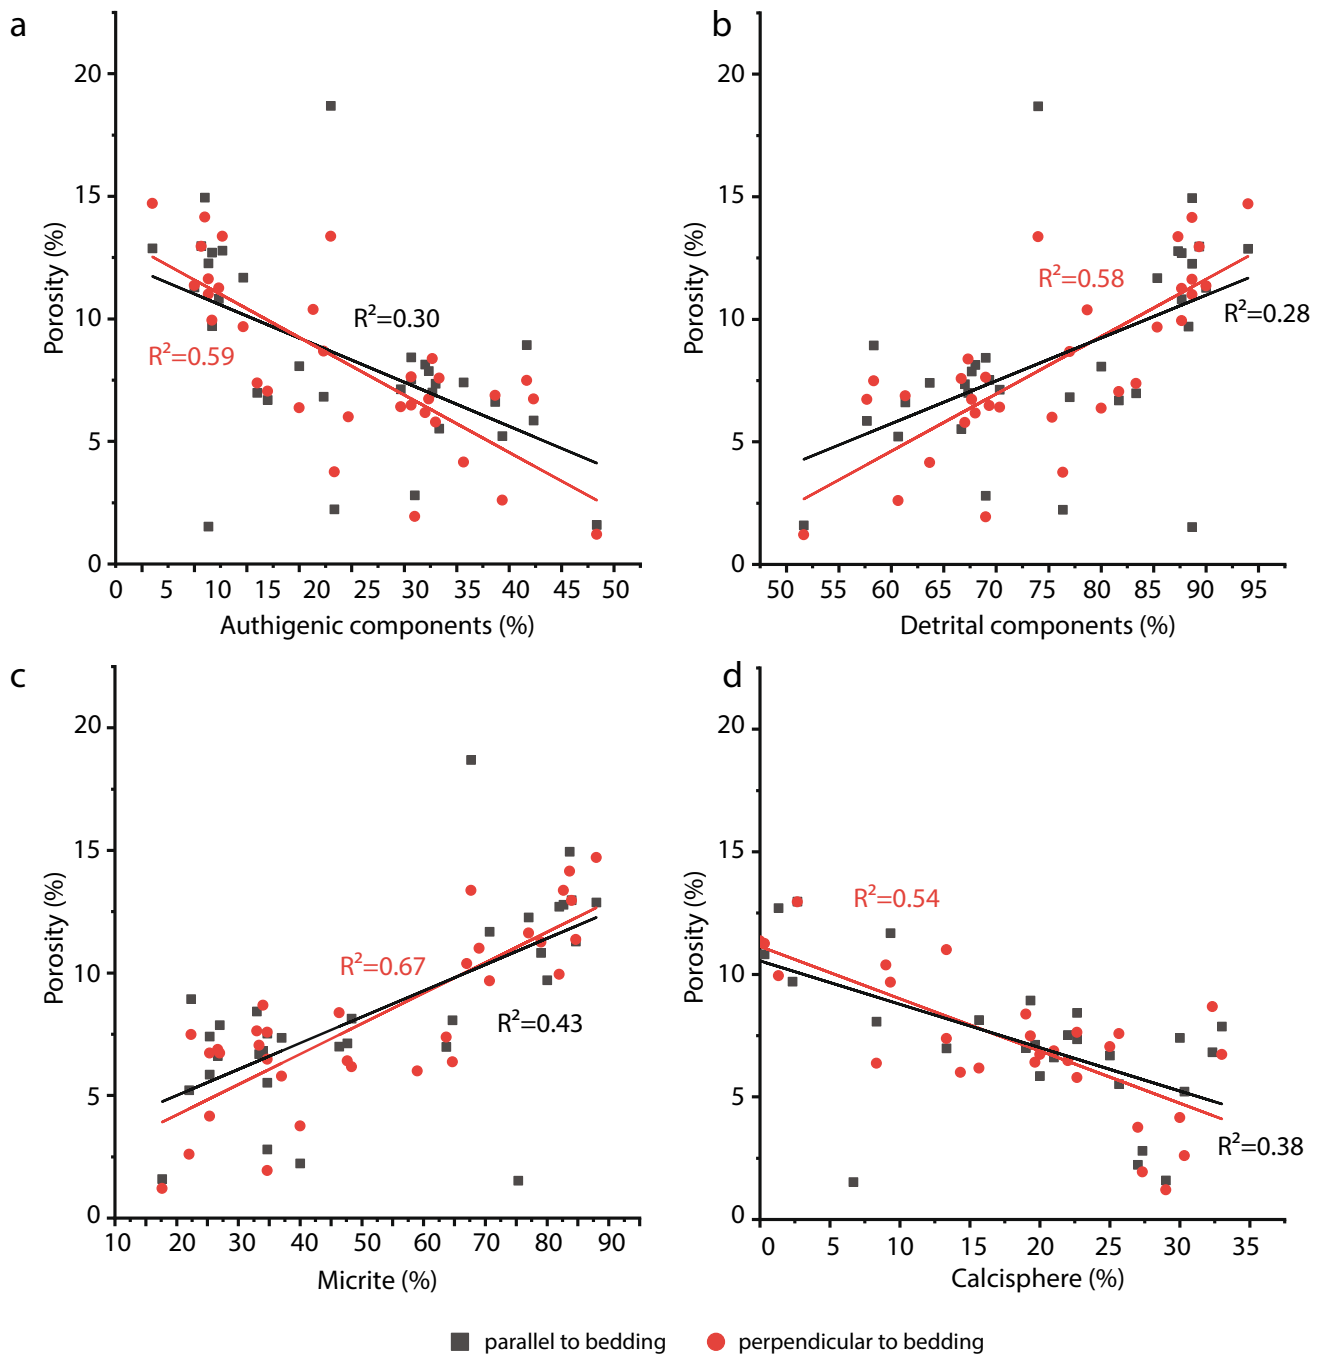 a
20
15
10
5
0
Porosity (%)
R²=0.30
R²=0.59
0 5 10 15 20 25 30 35 40 45 50
Authigenic components (%)
b
20
15
10
5
0
Porosity (%)
R²=0.58
R²=0.28
50 55 60 65 70 75 80 85 90 95
Detrital components (%)
c
20
15
10
5
0
Porosity (%)
R²=0.67
R²=0.43
10 20 30 40 50 60 70 80 90
Micrite (%)
d
20
15
10
5
0
Porosity (%)
R²=0.54
R²=0.38
0 5 10 15 20 25 30 35
Calcisphere (%)
parallel to bedding perpendicular to bedding